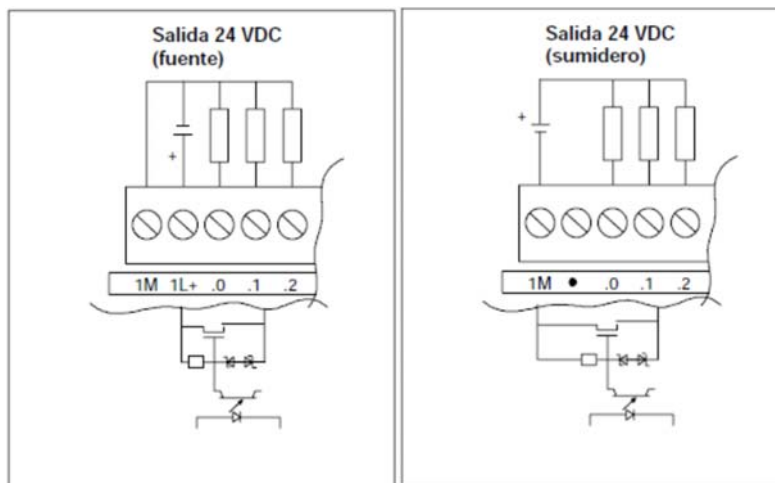 Salida 24 VDC
(fuente)
+
1M 1L+ .0 .1 .2
Salida 24 VDC
(sumidero)
+
1M • .0 .1 .2